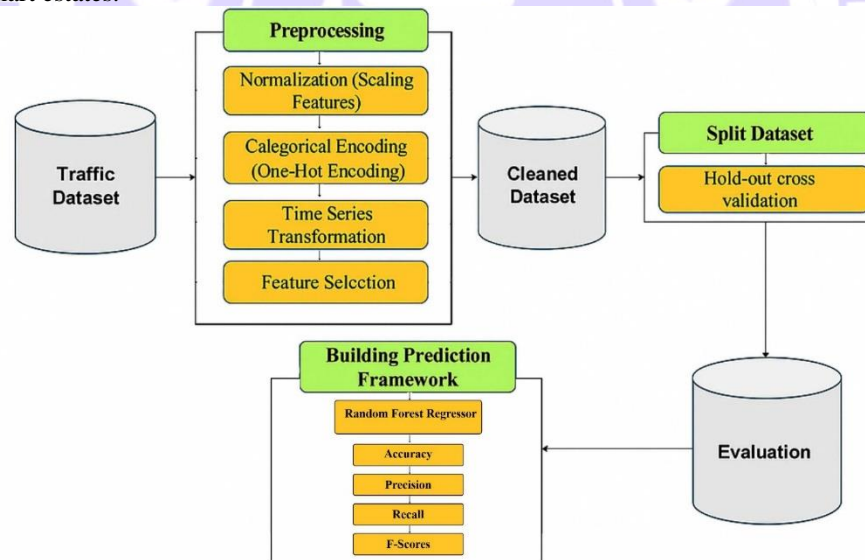 Preprocessing
Normalization (Scaling
Features)
Calegorical Encoding
(One-Hot Encoding)
Time Series
Transformation
Feature Selcction
Traffic
Dataset
Cleaned
Dataset
Split Dataset
Hold-out cross
validation
Building Prediction
Framework
Random Forest Regressor
Accuracy
Precision
Recall
F-Scores
Evaluation